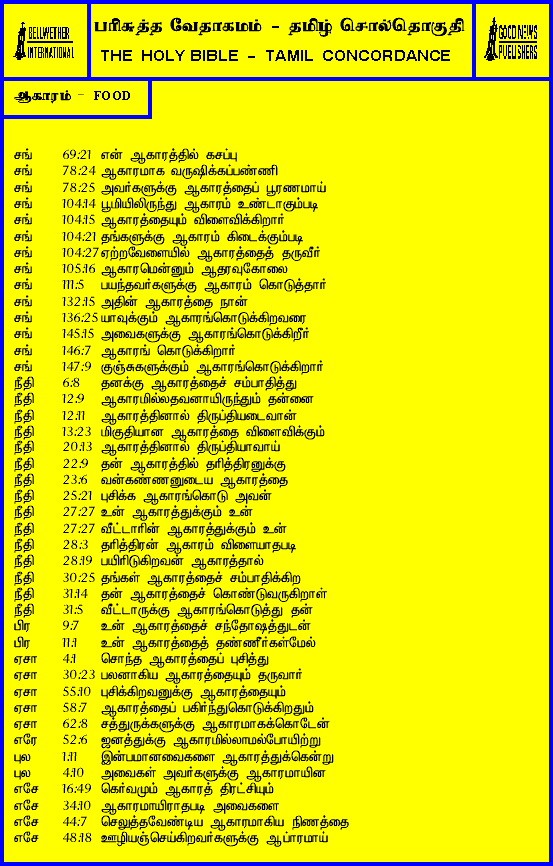 BELLWETHER
INTERNATIONAL
பரிசுத்த வேதாகமம் - தமிழ் சொல்தொகுதி
THE HOLY BIBLE - TAMIL CONCORDANCE
GOOD NEWS
PUBLISHERS
ஆகாரம் - FOOD
சங் 69:21 என் ஆகாரத்தில் கசப்பு
சங் 78:24 ஆகாரமாக வருஷிக்கப்பண்ணி
சங் 78:25 அவர்களுக்கு ஆகாரத்தைப் பூரணமாய்
சங் 104:14 பூமியிலிருந்து ஆகாரம் உண்டாகும்படி
சங் 104:15 ஆகாரத்தையும் விளைவிக்கிறார்
சங் 104:21 தங்களுக்கு ஆகாரம் கிடைக்கும்படி
சங் 104:27 ஏற்றவேளையில் ஆகாரத்தைத் தருவீர்
சங் 105:16 ஆகாரமென்னும் ஆதரவுகோலை
சங் 111:5 பயந்தவர்களுக்கு ஆகாரம் கொடுத்தார்
சங் 132:15 அதின் ஆகாரத்தை நான்
சங் 136:25 யாவுக்கும் ஆகாரங்கொடுக்கிறவரை
சங் 145:15 அவைகளுக்கு ஆகாரங்கொடுக்கிறீர்
சங் 146:7 ஆகாரங் கொடுக்கிறார்
சங் 147:9 குஞ்சுகளுக்கும் ஆகாரங்கொடுக்கிறார்
நீதி 6:8 தனக்கு ஆகாரத்தைச் சம்பாதித்து
நீதி 12:9 ஆகாரமில்லதவனாயிருந்தும் தன்னை
நீதி 12:11 ஆகாரத்தினால் திருப்தியடைவான்
நீதி 13:23 மிகுதியான ஆகாரத்தை விளைவிக்கும்
நீதி 20:13 ஆகாரத்தினால் திருப்தியாவாய்
நீதி 22:9 தன் ஆகாரத்தில் தரித்திரனுக்கு
நீதி 23:6 வன்கண்ணனுடைய ஆகாரத்தை
நீதி 25:21 புசிக்க ஆகாரங்கொடு அவன்
நீதி 27:27 உன் ஆகாரத்துக்கும் உன்
நீதி 27:27 வீட்டாரின் ஆகாரத்துக்கும் உன்
நீதி 28:3 தரித்திரன் ஆகாரம் விளையாதபடி
நீதி 28:19 பயிரிடுகிறவன் ஆகாரத்தால்
நீதி 30:25 தங்கள் ஆகாரத்தைச் சம்பாதிக்கிற
நீதி 31:14 தன் ஆகாரத்தைச் கொண்டுவருகிறாள்
நீதி 31:5 வீட்டாருக்கு ஆகாரங்கொடுத்து தன்
பிர 9:7 உன் ஆகாரத்தைச் சந்தோஷத்துடன்
பிர 11:1 உன் ஆகாரத்தைத் தண்ணீர்கள்மேல்
ஏசா 4:1 சொந்த ஆகாரத்தைப் புசித்து
ஏசா 30:23 பலனாகிய ஆகாரத்தையும் தருவார்
ஏசா 55:10 புசிக்கிறவனுக்கு ஆகாரத்தையும்
ஏசா 58:7 ஆகாரத்தைப் பகிர்ந்துகொடுக்கிறதும்
ஏசா 62:8 சத்துருக்களுக்கு ஆகாரமாகக்கொடேன்
எரே 52:6 ஜனத்துக்கு ஆகாரமில்லாமல்போயிற்று
புல 1:11 இன்பமானவைகளை ஆகாரத்துக்கென்று
புல 4:10 அவைகள் அவர்களுக்கு ஆகாரமாயின
எசே 16:49 கெர்வமும் ஆகாரத் திரட்சியும்
எசே 34:10 ஆகாரமாயிராதபடி அவைகளை
எசே 44:7 செலுத்தவேண்டிய ஆகாரமாகிய நிணத்தை
எசே 48:18 ஊழியஞ்செய்கிறவர்களுக்கு ஆபாரமாய்